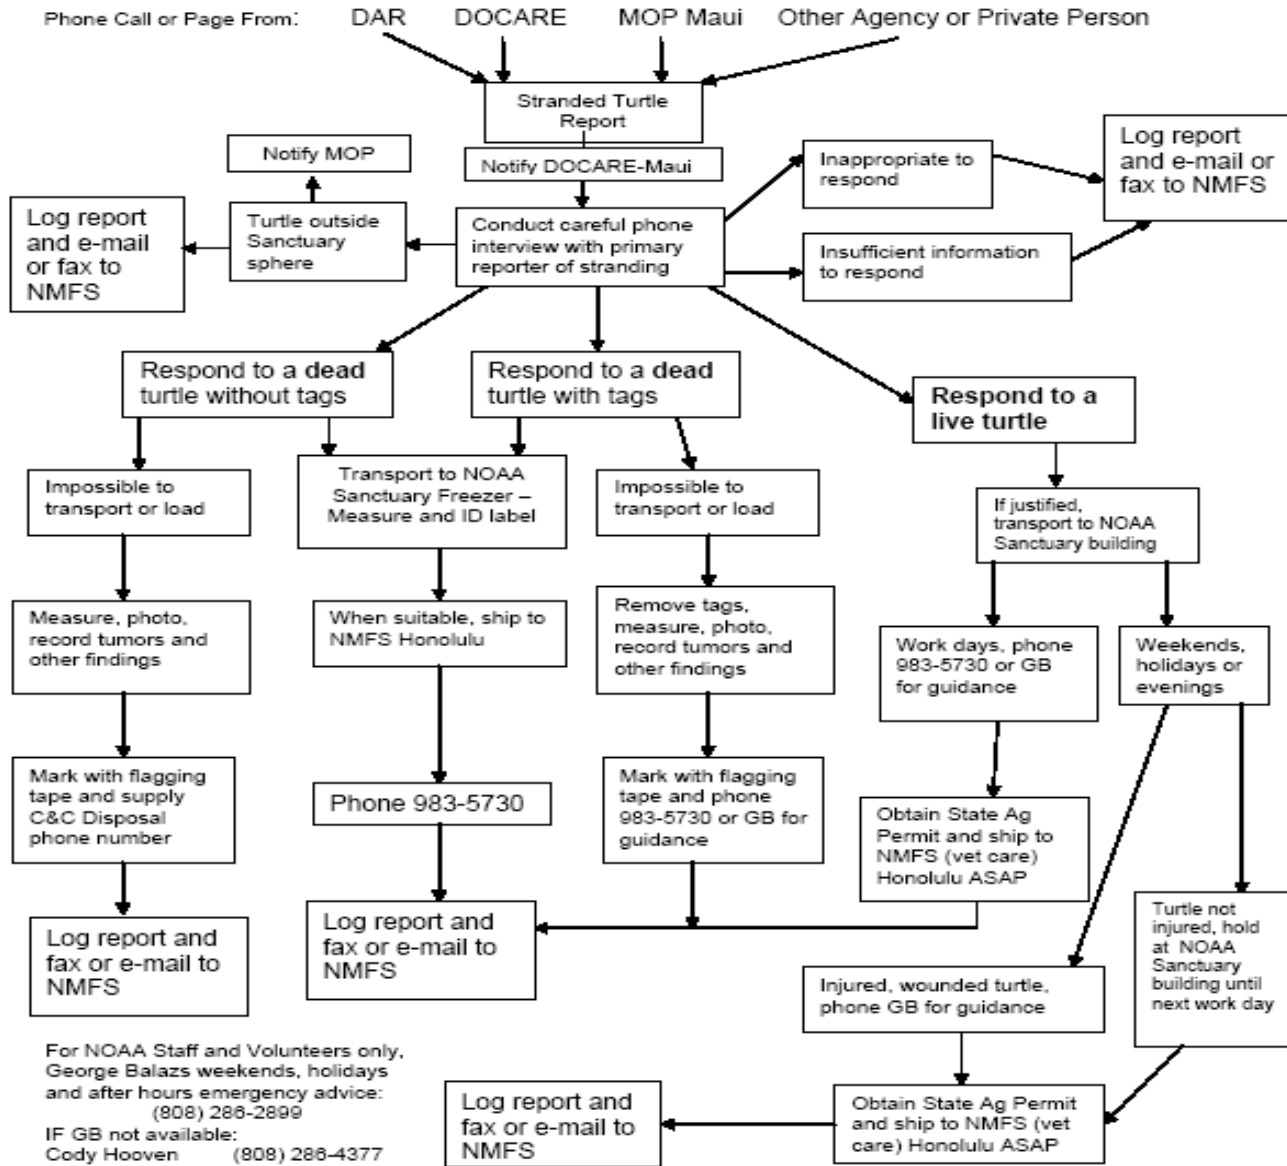 Phone Call or Page From: DAR DOCARE MOP Maui Other Agency or Private Person
Stranded Turtle
Report
Notify MOP
Notify DOCARE-Maui
Inappropriate to
respond
Log report
and e-mail or
fax to NMFS
Log report
and e-mail
or fax to
NMFS
Turtle outside
Sanctuary
sphere
Conduct careful phone
interview with primary
reporter of stranding
Insufficient information
to respond
Respond to a dead
turtle without tags
Respond to a dead
turtle with tags
Respond to a
live turtle
Impossible to
transport or load
Transport to NOAA
Sanctuary Freezer –
Measure and ID label
Impossible to
transport or load
If justified,
transport to NOAA
Sanctuary building
Measure, photo,
record tumors and
other findings
When suitable, ship to
NMFS Honolulu
Remove tags,
measure, photo,
record tumors and
other findings
Work days, phone
983-5730 or GB
for guidance
Weekends,
holidays or
evenings
Mark with flagging
tape and supply
C&C Disposal
phone number
Phone 983-5730
Mark with flagging
tape and phone
983-5730 or GB for
guidance
Obtain State Ag
Permit and ship to
NMFS (vet care)
Honolulu ASAP
Log report and
fax or e-mail to
NMFS
Log report and
fax or e-mail to
NMFS
Turtle not
injured, hold
at NOAA
Sanctuary
building until
next work day
Injured, wounded turtle,
phone GB for guidance
For NOAA Staff and Volunteers only,
George Balazs weekends, holidays
and after hours emergency advice:
(808) 286-2899
IF GB not available:
Cody Hooven (808) 286-4377
Log report and
fax or e-mail to
NMFS
Obtain State Ag Permit
and ship to NMFS (vet
care) Honolulu ASAP